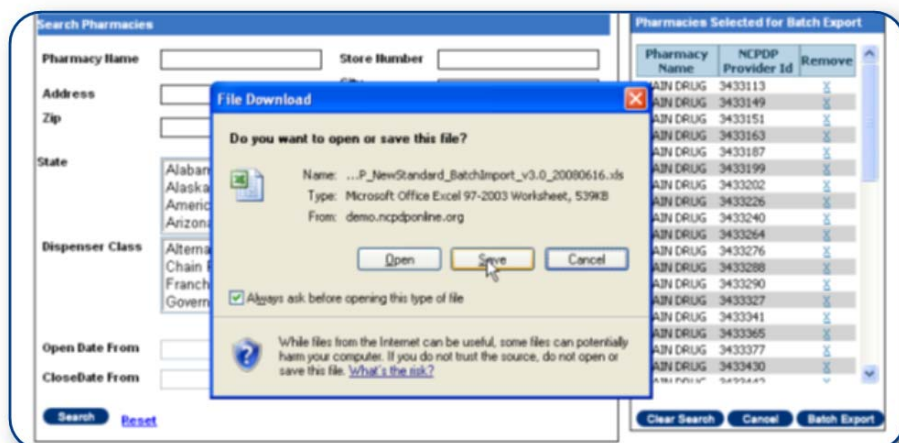 Search Pharmacies
Pharmacy Name
Store Number
Address
Zip
State
Alabam
Alaska
Americ
Arizona
Dispenser Class
Alterna
Chain
Franch
Govern
Open Date From
CloseDate From
Search Reset
File Download
Do you want to open or save this file?
Name: ...P_NewStandard_BatchImport_v3.0_20080616.xls
Type: Microsoft Office Excel 97-2003 Worksheet, 539KB
From: demo.ncpdponline.org
Open Save Cancel
Always ask before opening this type of file
While files from the Internet can be useful, some files can potentially
harm your computer. If you do not trust the source, do not open or
save this file. What's the risk?
Pharmacies Selected for Batch Export
Pharmacy Name NCPDP Provider Id Remove
AIN DRUG 3433113 X
AIN DRUG 3433149 X
AIN DRUG 3433151 X
AIN DRUG 3433163 X
AIN DRUG 3433187 X
AIN DRUG 3433199 X
AIN DRUG 3433202 X
AIN DRUG 3433226 X
AIN DRUG 3433240 X
AIN DRUG 3433264 X
AIN DRUG 3433276 X
AIN DRUG 3433288 X
AIN DRUG 3433290 X
AIN DRUG 3433327 X
AIN DRUG 3433341 X
AIN DRUG 3433365 X
AIN DRUG 3433377 X
AIN DRUG 3433430 X
Clear Search Cancel Batch Export